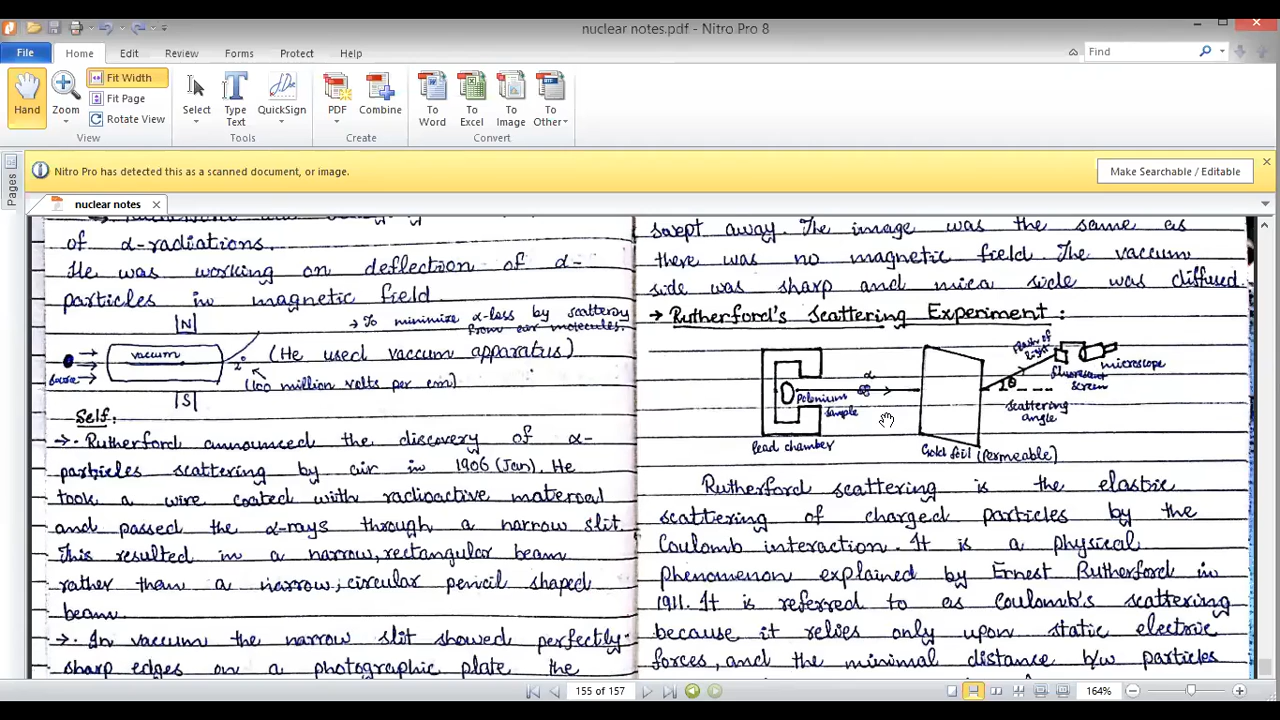 nuclear notes.pdf - Nitro Pro 8
File Home Edit Review Forms Protect Help Find
Hand
Zoom
Fit Width
Fit Page
Rotate View
View
Select
Type Text
QuickSign
Tools
PDF
Combine
Create
To Word
To Excel
To Image
To Other
Convert
Nitro Pro has detected this as a scanned document, or image.
Make Searchable / Editable
Pages
nuclear notes
of α-radiations.
He was working on deflection of α-
particles in magnetic field
N
→ To minimize α-loss by scattery
from air molecules.
vacuum
source
(He used vaccum apparatus)
(100 million volts per cm)
S
Self:
→. Rutherford announced the discovery of α-
particles scattering by air in 1906 (Jan). He
took a wire coated with radioactive material
and passed the α-rays through a narrow slit.
This resulted in a narrow, rectangular beam
rather than a narrow, circular pencil shaped
beam.
→. In vaccum the narrow slit showed perfectly
sharp edges on a photographic plate the
swept away. The image was the same as
there was no magnetic field. The vaccum
side was sharp and mica side was diffused.
→ Rutherford's Scattering Experiment :
Polonium
sample
α
lead chamber
Gold foil (permeable)
flash of
light
θ
scattering
angle
fluorescent
screen
microscope
Rutherford scattering is the elastic
scattering of charged particles by the
Coulomb interaction. It is a physical
phenomenon explained by Ernest Rutherford in
1911. It is referred to as Coulomb's scattering
because it relies only upon static electric
forces, and the minimal distance b/w particles
155 of 157
164%